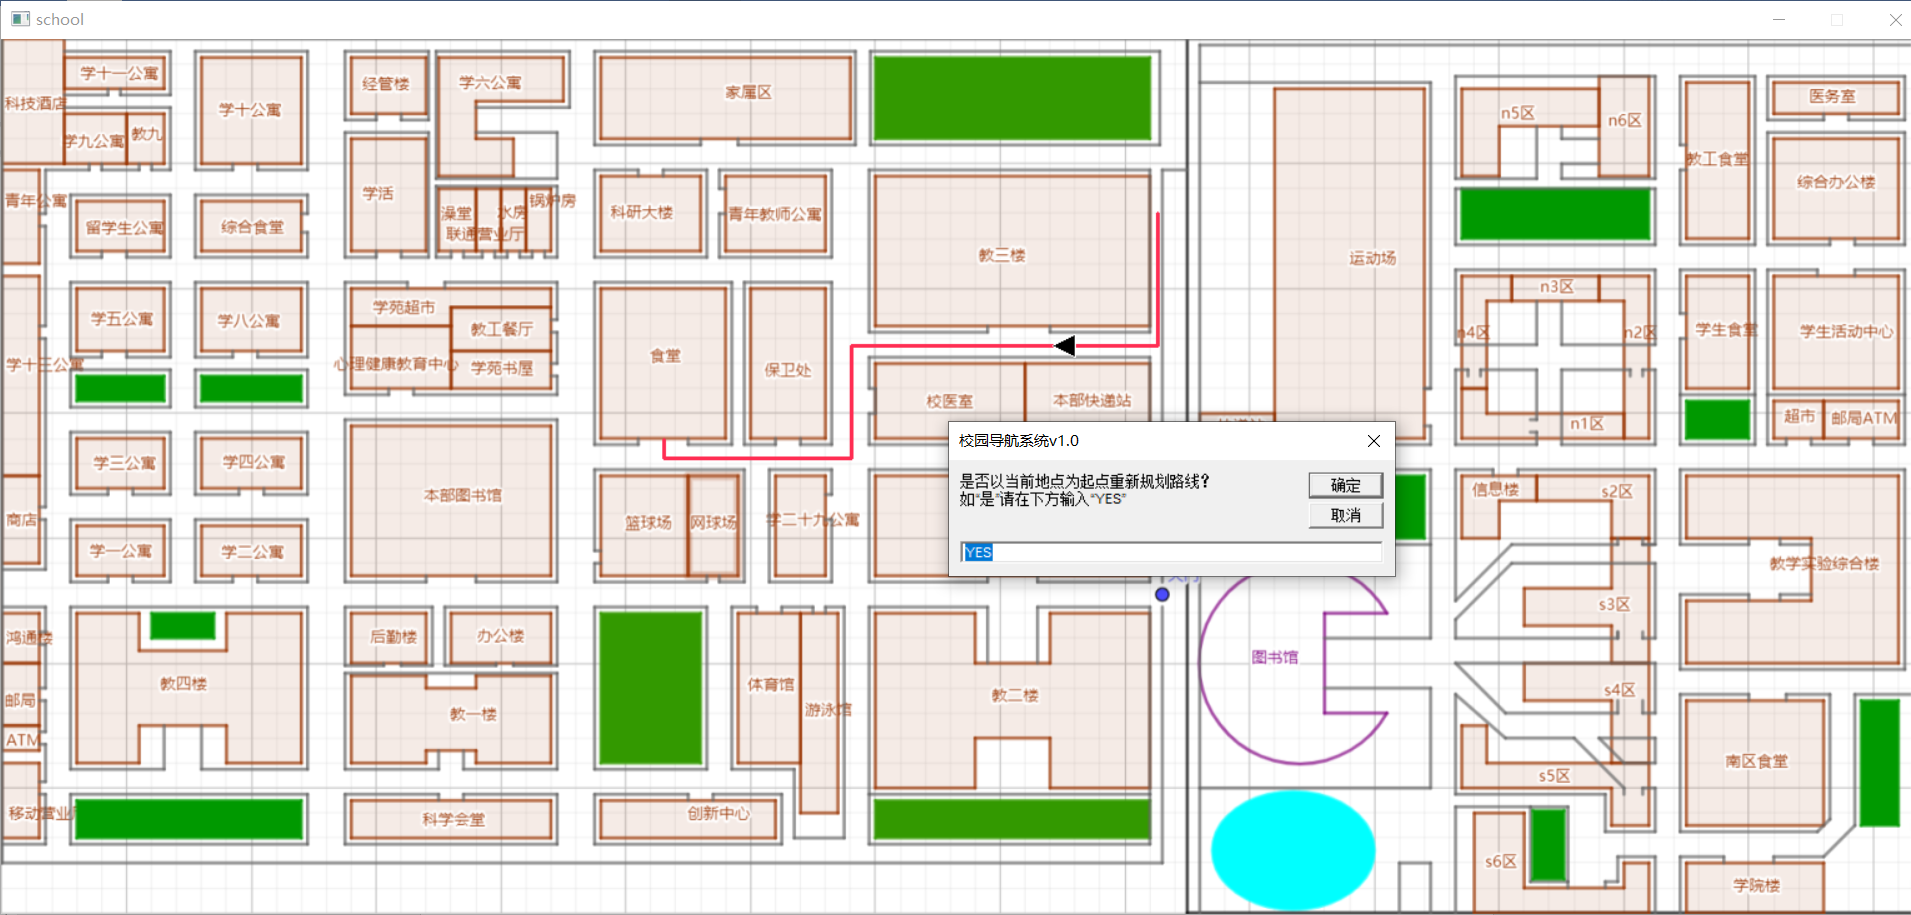 school
学十一公寓
科技酒店
学九公寓
教九
学十公寓
经管楼
学六公寓
家属区
n5区
n6区
教工食堂
医务室
综合办公楼
青年公寓
留学生公寓
综合食堂
学活
澡堂
水房
锅炉房
联通营业厅
科研大楼
青年教师公寓
教三楼
运动场
学五公寓
学八公寓
学苑超市
教工餐厅
学十三公寓
心理健康教育中心
学苑书屋
食堂
保卫处
校医室
本部快递站
n3区
n4区
n2区
n1区
学生食堂
学生活动中心
超市
邮局ATM
校园导航系统v1.0
是否以当前地点为起点重新规划路线?
如“是”请在下方输入“YES”
确定
取消
YES
学三公寓
学四公寓
本部图书馆
商店
学一公寓
学二公寓
篮球场
网球场
学二十九公寓
信息楼
s2区
教学实验综合楼
s3区
鸿通楼
教四楼
后勤楼
办公楼
图书馆
邮局
教一楼
体育馆
游泳馆
教二楼
s4区
ATM
南区食堂
s5区
移动营业厅
科学会堂
创新中心
s6区
学院楼